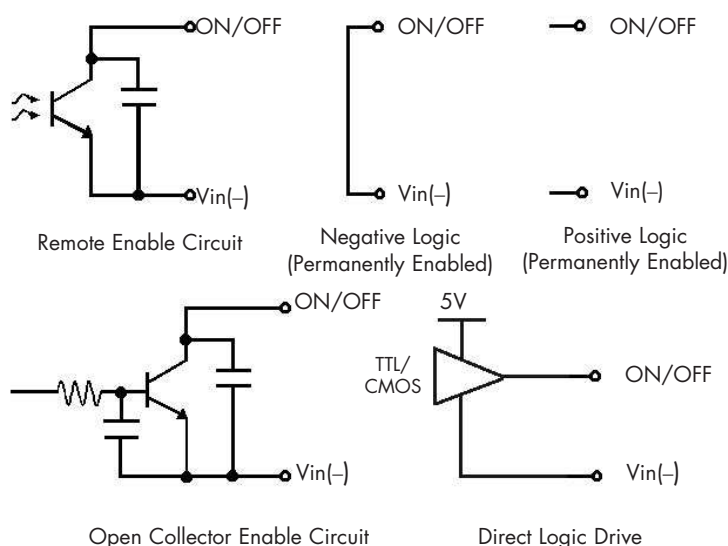 ON/OFF
Vin(–)
Remote Enable Circuit
ON/OFF
Vin(–)
Negative Logic
(Permanently Enabled)
ON/OFF
Vin(–)
Positive Logic
(Permanently Enabled)
ON/OFF
Vin(–)
Open Collector Enable Circuit
5V
TTL/
CMOS
ON/OFF
Vin(–)
Direct Logic Drive